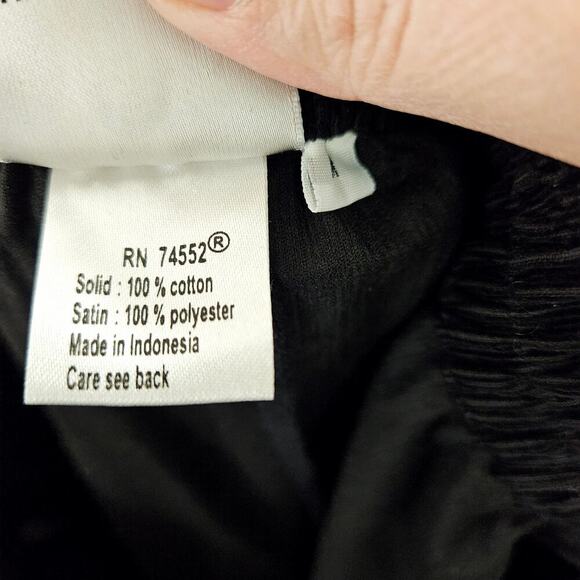 RN 74552®
Solid : 100 % cotton
Satin : 100 % polyester
Made in Indonesia
Care see back